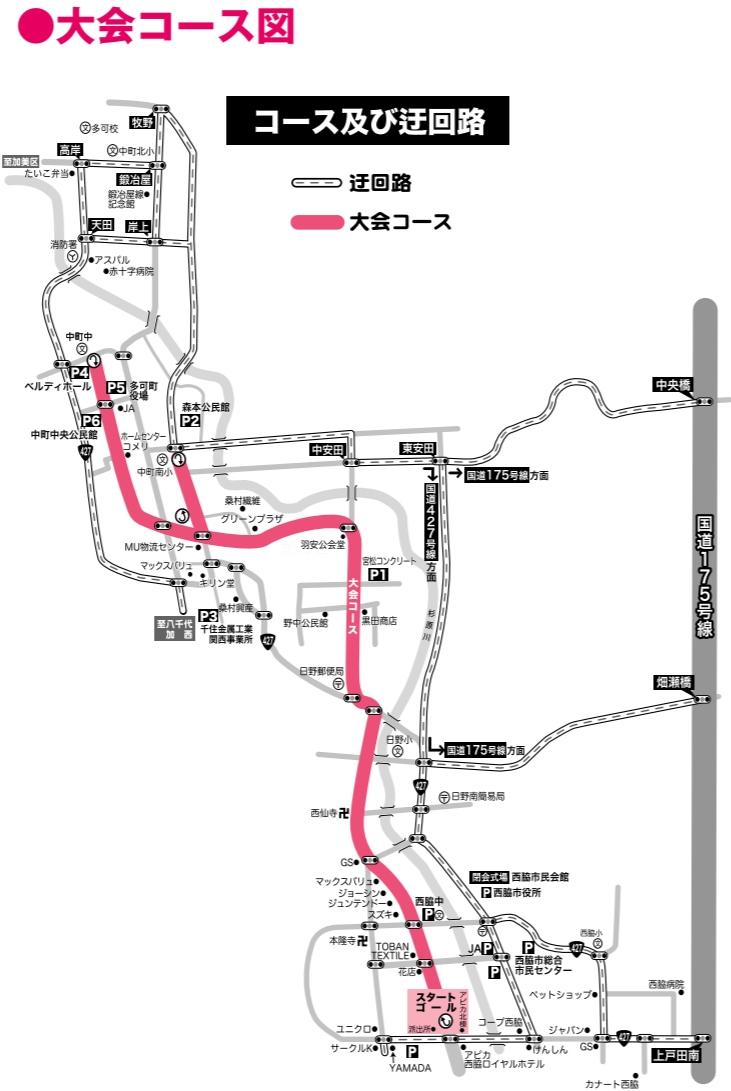 ●大会コース図
コース及び迂回路
迂回路
大会コース
牧野
文 多可校
高岸
文 中町北小
至加美区
たいこ弁当
鍛冶屋
鍛冶屋線
記念館
天田
岸上
消防署
アスパル
赤十字病院
中町中
文
P4
ベルディホール
P5
多可町
役場
JA
P6
中町中央公民館
427
ホームセンター
コメリ
森本公民館
P2
文
中町南小
中安田
東安田
中央橋
国道175号線方面
国道427号線方面
国道175号線
桑村繊維
グリーンプラザ
MU物流センター
羽安公会堂
宮松コンクリート
P1
マックスバリュ
キリン堂
大会コース
杉原川
桑村興産
P3
千住金属工業
関西事業所
至八千代
加西
427
野中公民館
黒田商店
日野郵便局
畑瀬橋
日野小
文
国道175号線方面
427
日野南簡易局
西仙寺卍
GS
マックスバリュ
ジョーシン
ジュンテンドー
スズキ
閉会式場 西脇市民会館
P 西脇市役所
西脇中
P 文
本隆寺卍
TOBAN
TEXTILE
花店
JA P
P
P
西脇市総合
市民センター
427
西脇小
文
スタート
ゴール
アピカ北棟
派出所
ペットショップ
西脇病院
ユニクロ
サークルK
YAMADA
P
アピカ
西脇ロイヤルホテル
コープ西脇
けんしん
ジャパン
GS
427
上戸田南
カナート西脇